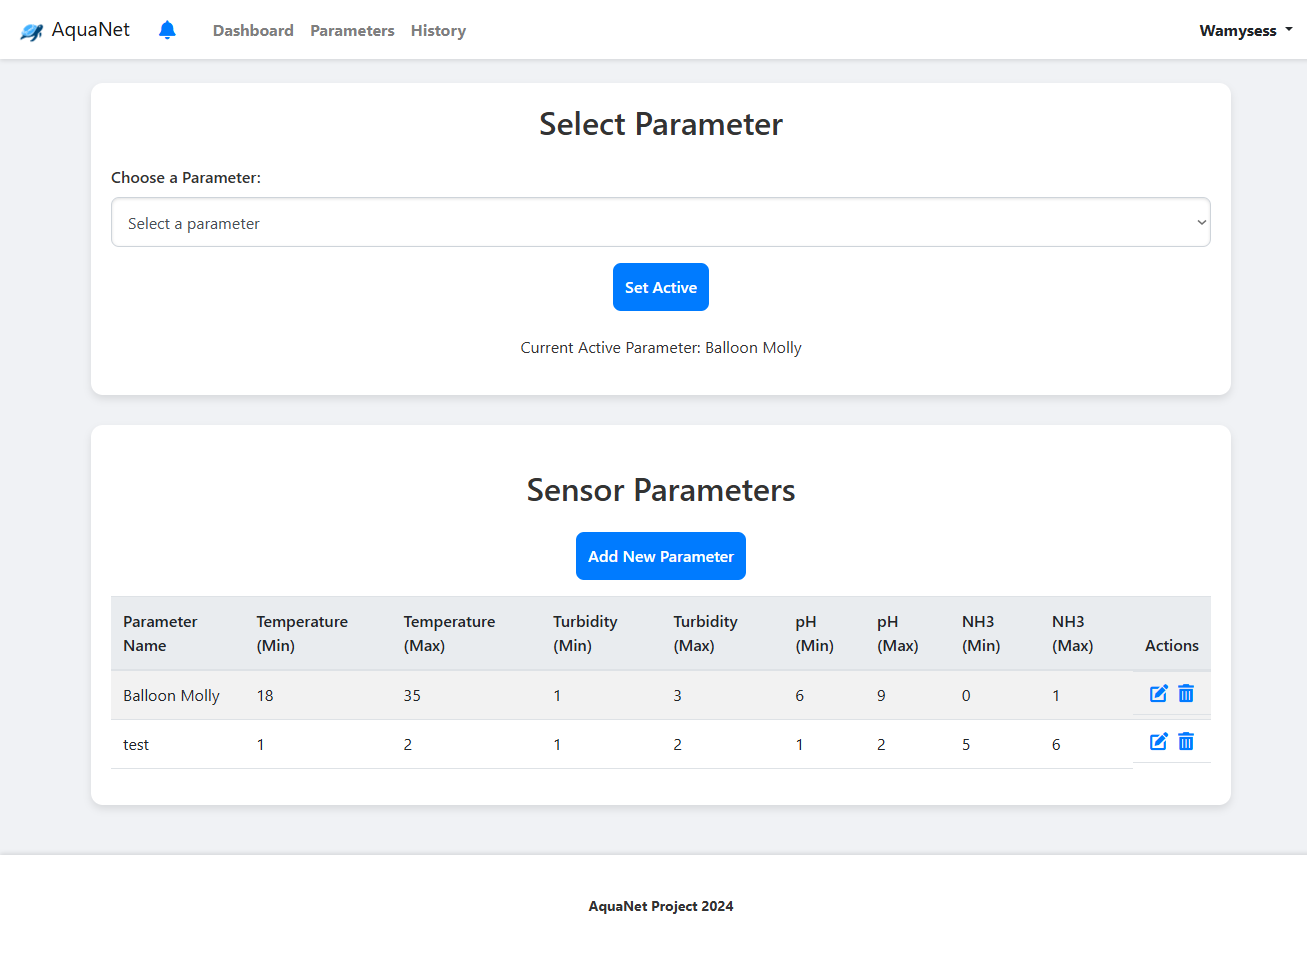 AquaNet Dashboard Parameters History Wamysess
Select Parameter
Choose a Parameter:
Select a parameter
Set Active
Current Active Parameter: Balloon Molly
Sensor Parameters
Add New Parameter
Parameter Name Temperature (Min) Temperature (Max) Turbidity (Min) Turbidity (Max) pH (Min) pH (Max) NH3 (Min) NH3 (Max) Actions
Balloon Molly 18 35 1 3 6 9 0 1
test 1 2 1 2 1 2 5 6
AquaNet Project 2024